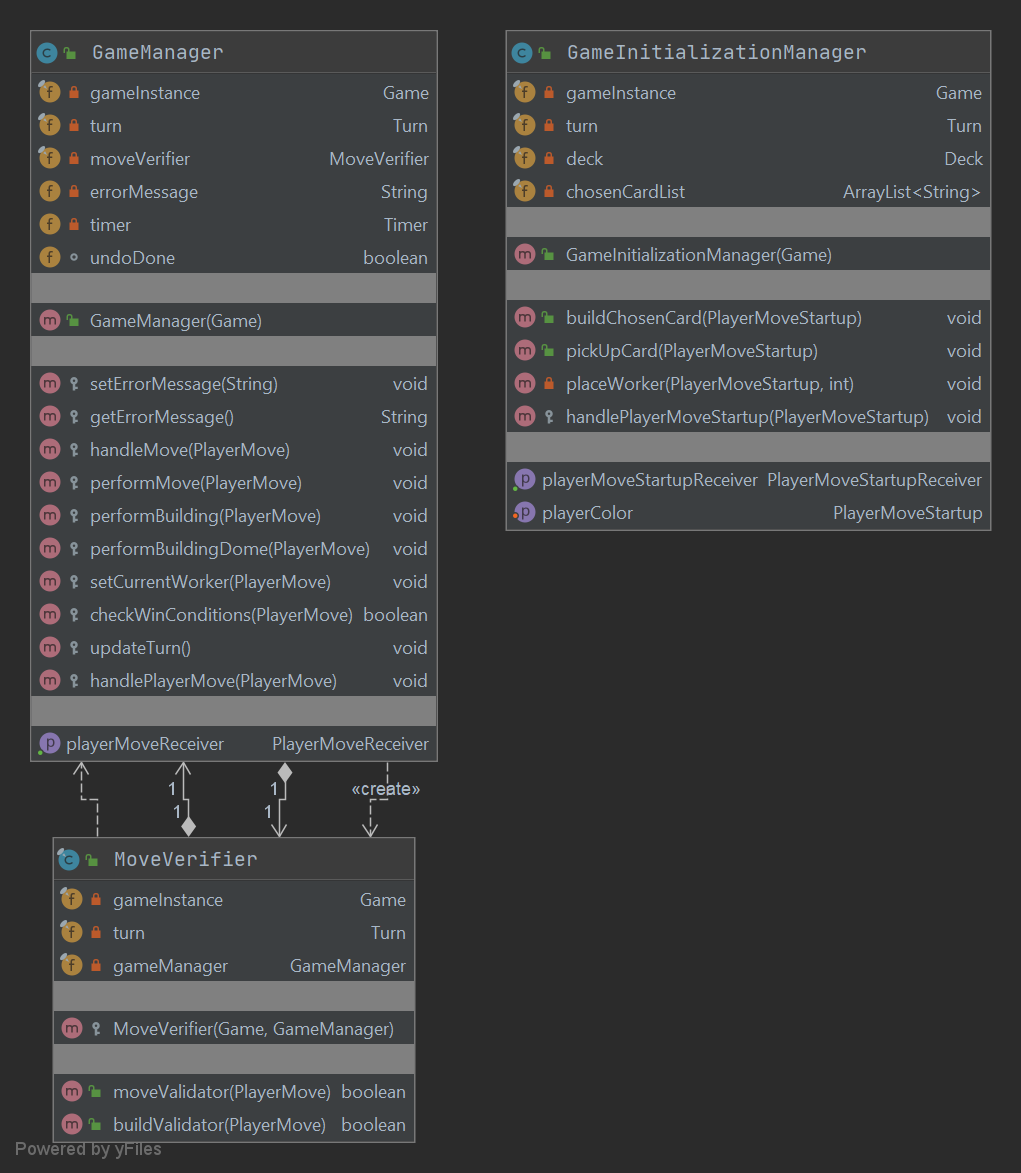 GameManager
gameInstance Game
turn Turn
moveVerifier MoveVerifier
errorMessage String
timer Timer
undoDone boolean
GameManager(Game)
setErrorMessage(String) void
getErrorMessage() String
handleMove(PlayerMove) void
performMove(PlayerMove) void
performBuilding(PlayerMove) void
performBuildingDome(PlayerMove) void
setCurrentWorker(PlayerMove) void
checkWinConditions(PlayerMove) boolean
updateTurn() void
handlePlayerMove(PlayerMove) void
playerMoveReceiver PlayerMoveReceiver
GameInitializationManager
gameInstance Game
turn Turn
deck Deck
chosenCardList ArrayList<String>
GameInitializationManager(Game)
buildChosenCard(PlayerMoveStartup) void
pickUpCard(PlayerMoveStartup) void
placeWorker(PlayerMoveStartup, int) void
handlePlayerMoveStartup(PlayerMoveStartup) void
playerMoveStartupReceiver PlayerMoveStartupReceiver
playerColor PlayerMoveStartup
1 1 «create»
1 1
MoveVerifier
gameInstance Game
turn Turn
gameManager GameManager
MoveVerifier(Game, GameManager)
moveValidator(PlayerMove) boolean
buildValidator(PlayerMove) boolean
Powered by yFiles